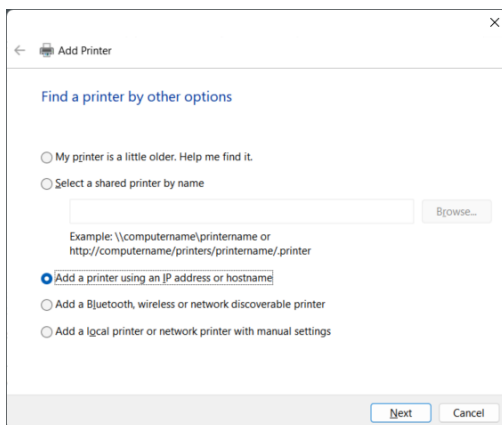 Add Printer
Find a printer by other options
My printer is a little older. Help me find it.
Select a shared printer by name
Browse...
Example: \\computername\printername or
http://computername/printers/printername/.printer
Add a printer using an IP address or hostname
Add a Bluetooth, wireless or network discoverable printer
Add a local printer or network printer with manual settings
Next
Cancel